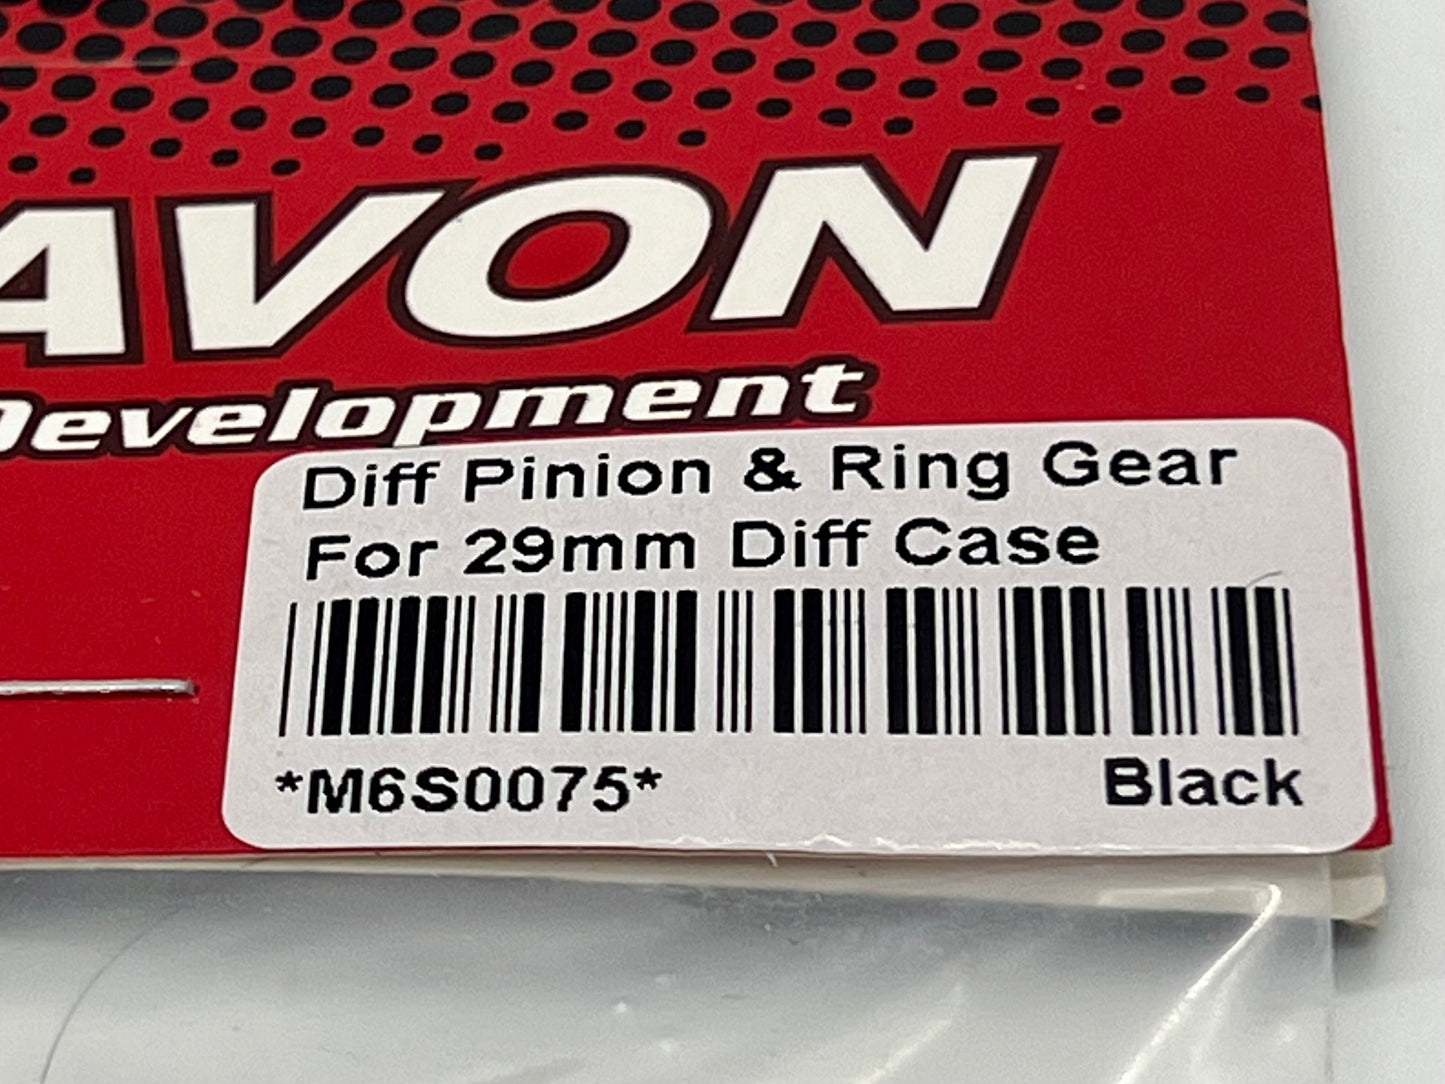 AVON
Development
Diff Pinion & Ring Gear
For 29mm Diff Case
*M6S0075* Black